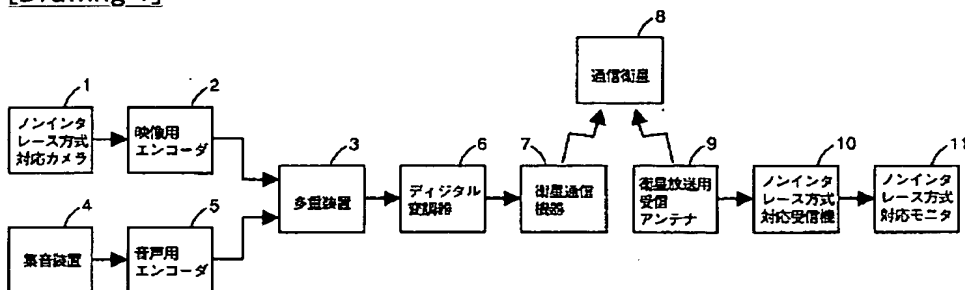 8
通信衛星
1
2
ノンインタ
レース方式
対応カメラ
映像用
エンコーダ
3
6
7
9
10
11
多重装置
ディジタル
変調器
衛星通信
機器
衛星放送用
受信
アンテナ
ノンインタ
レース方式
対応受信機
ノンインタ
レース方式
対応モニタ
4
5
集音装置
音声用
エンコーダ